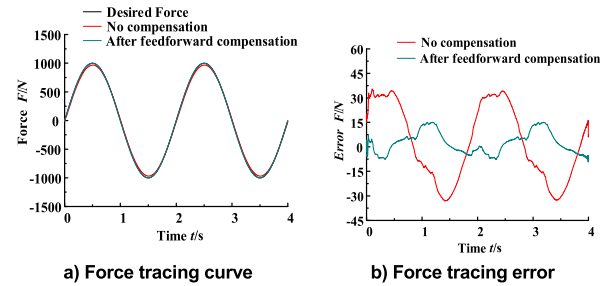 Desired Force
No compensation
After feedforward compensation
1500
1000
500
0
-500
-1000
-1500
Force F/N
0 1 2 3 4
Time t/s
a) Force tracing curve
No compensation
After feedforward compensation
60
45
30
15
0
-15
-30
-45
Error F/N
0 1 2 3 4
Time t/s
b) Force tracing error